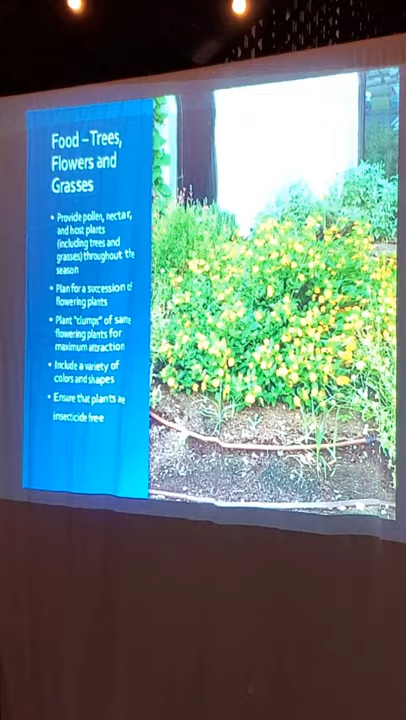 Food – Trees,
Flowers and
Grasses
• Provide pollen, nectar,
and host plants
(including trees and
grasses) throughout the
season
• Plan for a succession of
flowering plants
• Plant "clumps" of same
flowering plants for
maximum attraction
• Include a variety of
colors and shapes
• Ensure that plants are
insecticide free